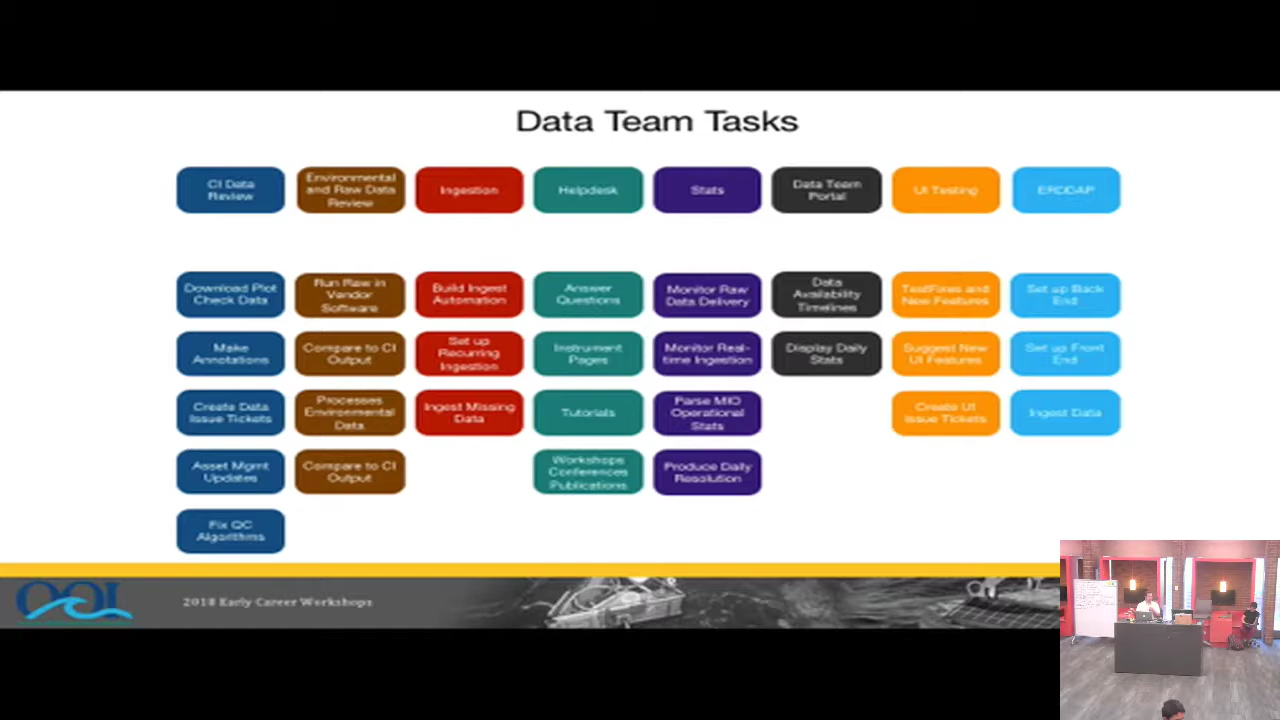 Data Team Tasks
CI Data
Review
Environmental
and Raw Data
Review
Ingestion
Helpdesk
Stats
Data Team
Portal
UI Testing
ERDDAP
Download Plot
Check Data
Run Raw in
Vendor
Software
Build Ingest
Automation
Answer
Questions
Monitor Raw
Data Delivery
Data
Availability
Timelines
Test Fixes and
New Features
Set up Back
End
Make
Annotations
Compare to CI
Output
Set up
Recurring
Ingestion
Instrument
Pages
Monitor Real-
time Ingestion
Display Daily
Stats
Suggest New
UI Features
Set up Front
End
Create Data
Issue Tickets
Processes
Environmental
Data
Ingest Missing
Data
Tutorials
Parse MIO
Operational
Stats
Create UI
Issue Tickets
Ingest Data
Asset Mgmt
Updates
Compare to CI
Output
Workshops
Conferences
Publications
Produce Daily
Resolution
Fix QC
Algorithms
OOI
2018 Early Career Workshops